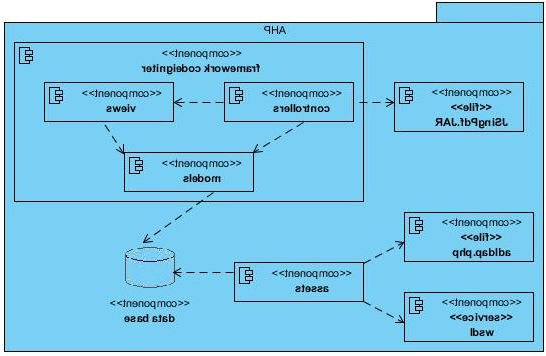 AHP
<<component>>
framework codeigniter
<<component>>
views
<<component>>
controllers
<<component>>
<<file>>
JSingPdf.JAR
<<component>>
models
<<component>>
<<file>>
adldap.php
<<component>>
assets
<<component>>
data base
<<component>>
<<service>>
wsdl